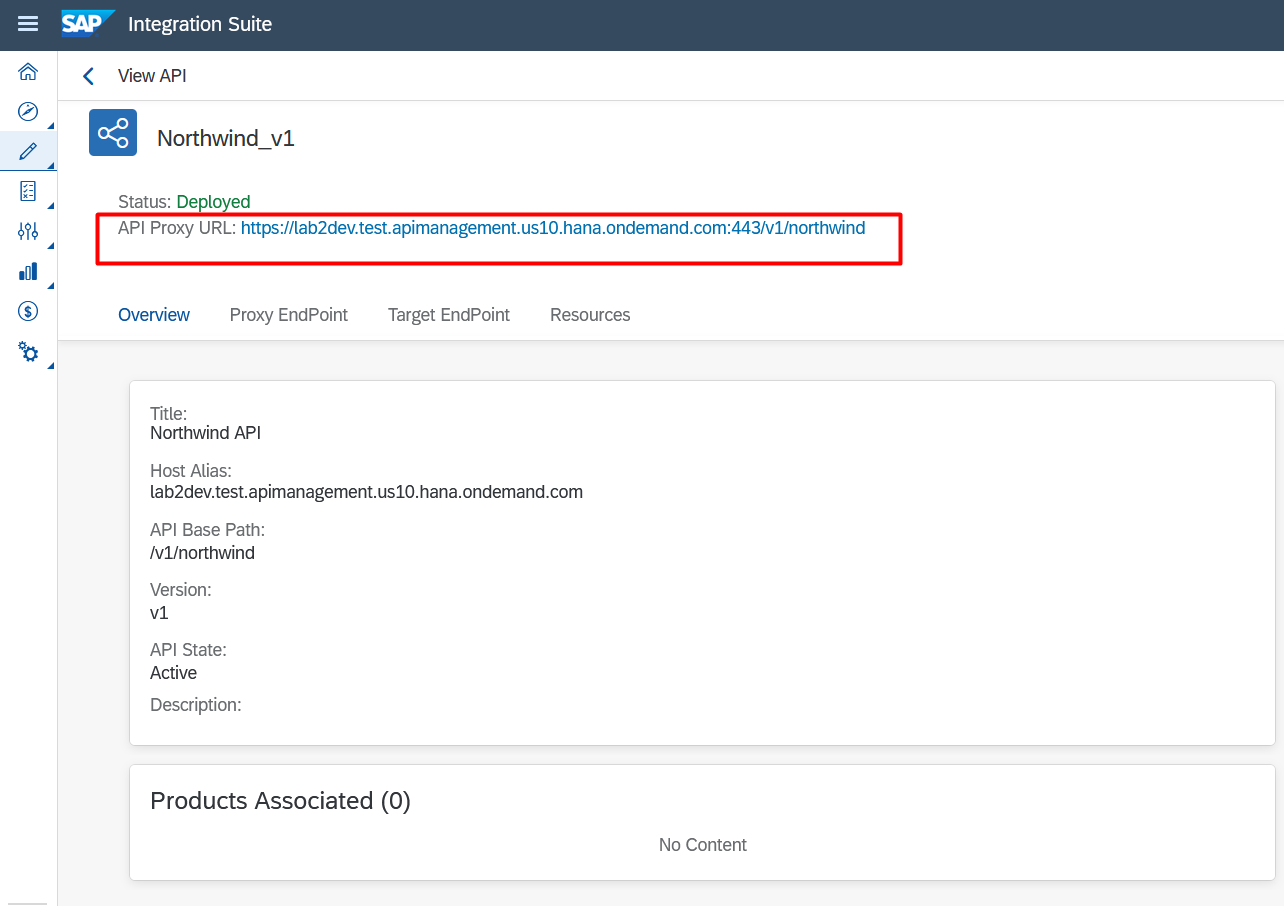 SAP Integration Suite
View API
Northwind_v1
Status: Deployed
API Proxy URL: https://lab2dev.test.apimanagement.us10.hana.ondemand.com:443/v1/northwind
Overview Proxy EndPoint Target EndPoint Resources
Title:
Northwind API
Host Alias:
lab2dev.test.apimanagement.us10.hana.ondemand.com
API Base Path:
/v1/northwind
Version:
v1
API State:
Active
Description:
Products Associated (0)
No Content